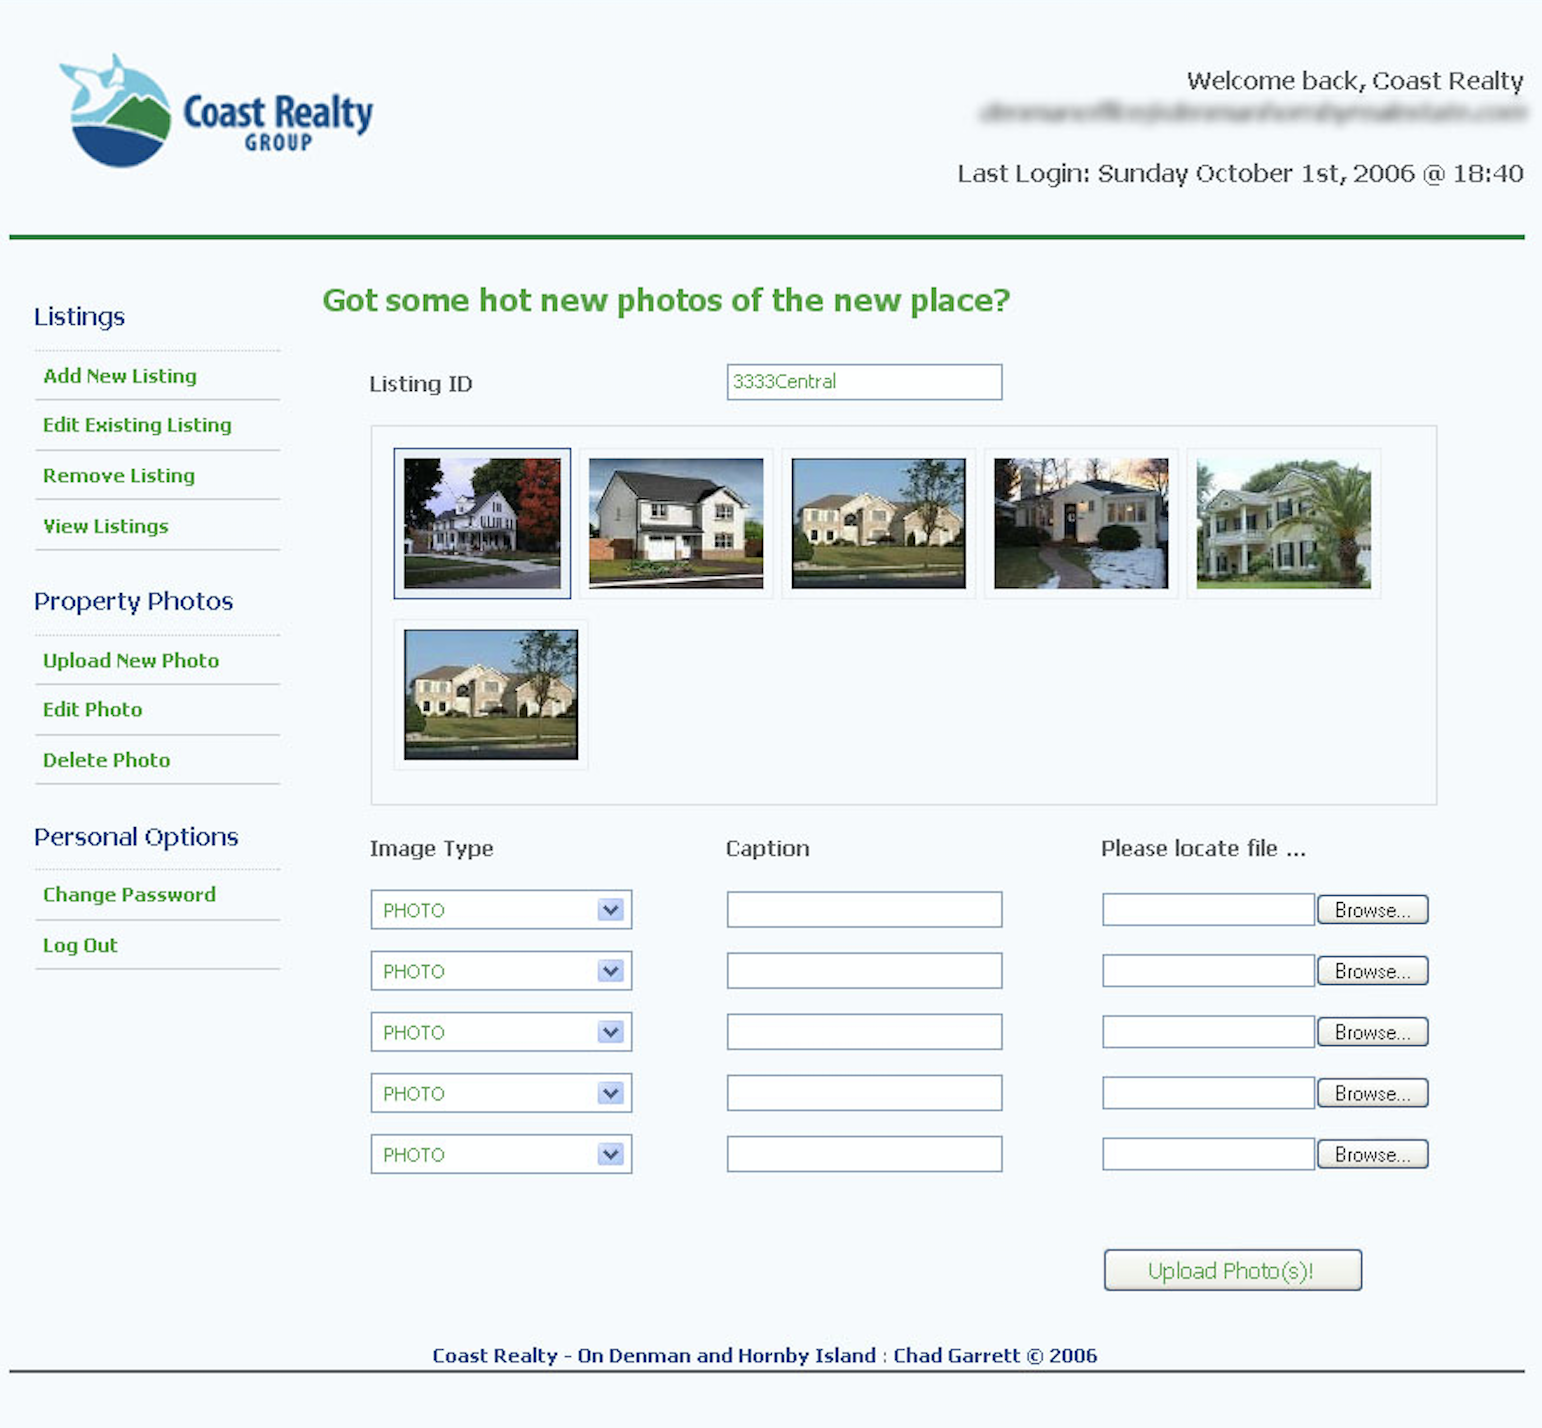 Coast Realty
GROUP
Welcome back, Coast Realty
Last Login: Sunday October 1st, 2006 @ 18:40
Listings
Add New Listing
Edit Existing Listing
Remove Listing
View Listings
Property Photos
Upload New Photo
Edit Photo
Delete Photo
Personal Options
Change Password
Log Out
Got some hot new photos of the new place?
Listing ID 3333Central
Image Type Caption Please locate file ...
PHOTO Browse...
PHOTO Browse...
PHOTO Browse...
PHOTO Browse...
PHOTO Browse...
Upload Photo(s)!
Coast Realty - On Denman and Hornby Island : Chad Garrett © 2006